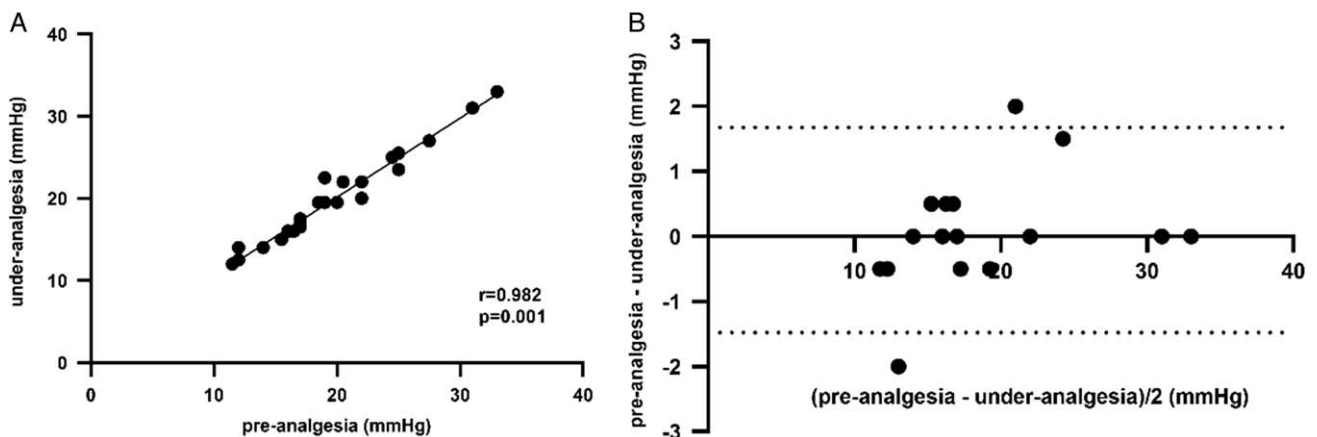 A
40
30
20
10
0
under-analgesia (mmHg)
r=0.982
p=0.001
0 10 20 30 40
pre-analgesia (mmHg)
B
3
2
1
0
-1
-2
-3
pre-analgesia - under-analgesia (mmHg)
10 20 30 40
(pre-analgesia - under-analgesia)/2 (mmHg)